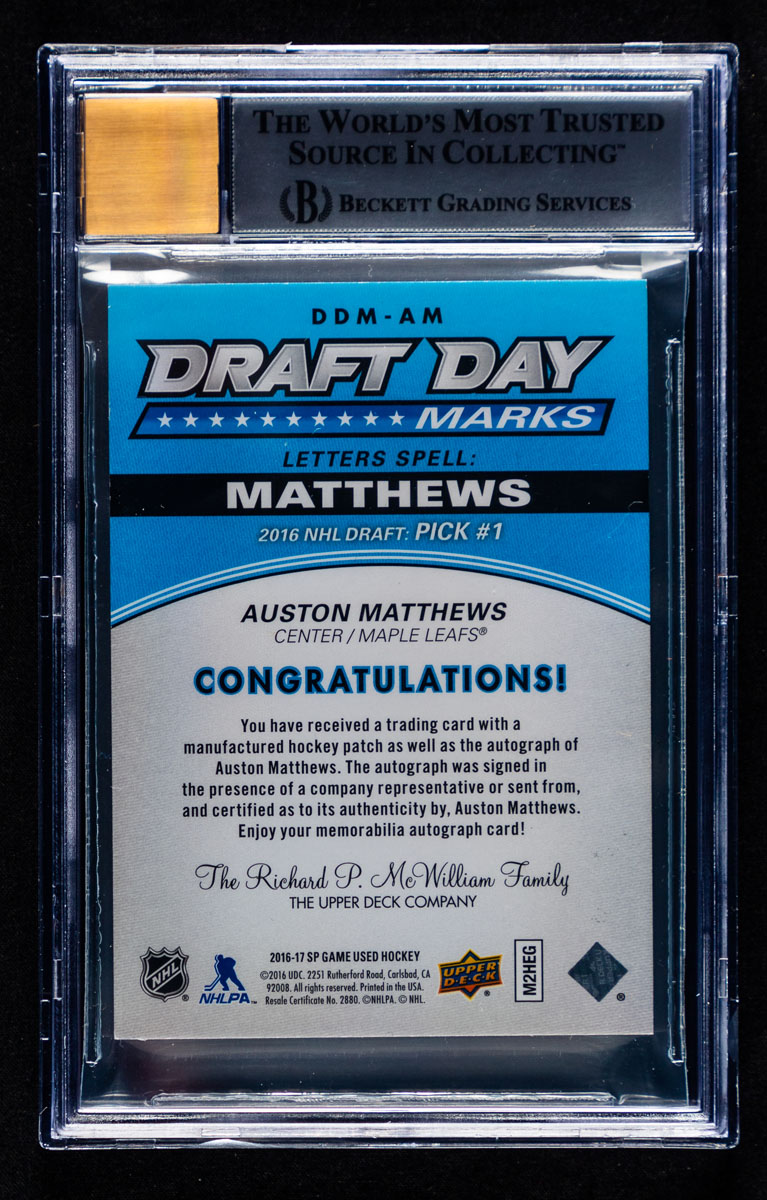 THE WORLD'S MOST TRUSTED
SOURCE IN COLLECTING™
B BECKETT GRADING SERVICES
DDM-AM
DRAFT DAY
MARKS
LETTERS SPELL:
MATTHEWS
2016 NHL DRAFT: PICK #1
AUSTON MATTHEWS
CENTER / MAPLE LEAFS®
CONGRATULATIONS!
You have received a trading card with a
manufactured hockey patch as well as the autograph of
Auston Matthews. The autograph was signed in
the presence of a company representative or sent from,
and certified as to its authenticity by, Auston Matthews.
Enjoy your memorabilia autograph card!
The Richard P. McWilliam Family
THE UPPER DECK COMPANY
NHL ®
NHLPA™
2016-17 SP GAME USED HOCKEY
©2016 UDC. 2251 Rutherford Road, Carlsbad, CA
92008. All rights reserved. Printed in the USA.
Resale Certificate No. 2880. ©NHLPA. © NHL.
UPPER
DECK ®
M2HEG
®